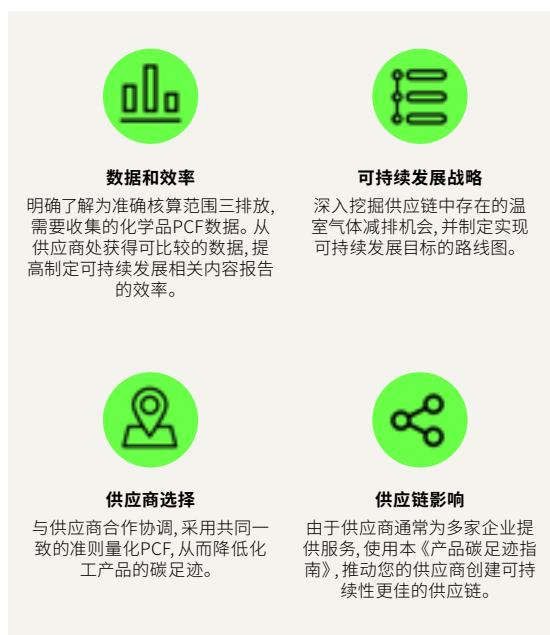 数据和效率
明确了解为准确核算范围三排放,
需要收集的化学品PCF数据。从
供应商处获得可比较的数据, 提
高制定可持续发展相关内容报告
的效率。
可持续发展战略
深入挖掘供应链中存在的温
室气体减排机会, 并制定实现
可持续发展目标的路线图。
供应商选择
与供应商合作协调, 采用共同一
致的准则量化PCF, 从而降低化
工产品的碳足迹。
供应链影响
由于供应商通常为多家企业提
供服务, 使用本《产品碳足迹指
南》, 推动您的供应商创建可持
续性更佳的供应链。